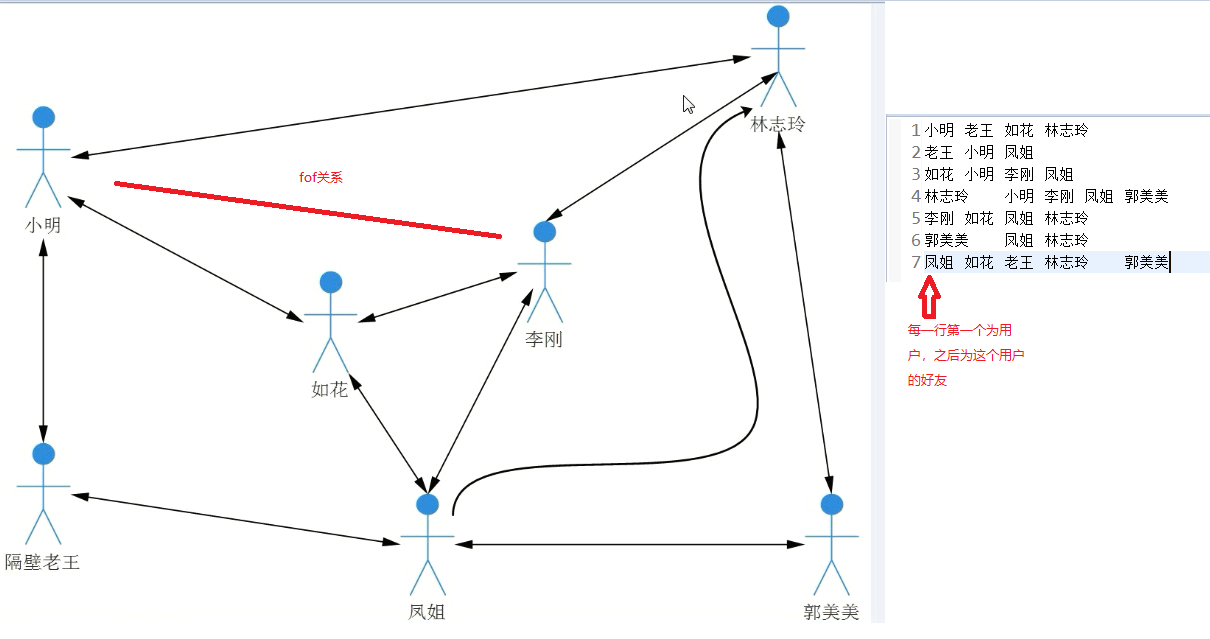 林志玲
fof关系
小明
李刚
如花
隔壁老王
凤姐
郭美美
1 小明 老王 如花 林志玲
2 老王 小明 凤姐
3 如花 小明 李刚 凤姐
4 林志玲 小明 李刚 凤姐 郭美美
5 李刚 如花 凤姐 林志玲
6 郭美美 凤姐 林志玲
7 凤姐 如花 老王 林志玲 郭美美
每一行第一个为用
户，之后为这个用户
的好友